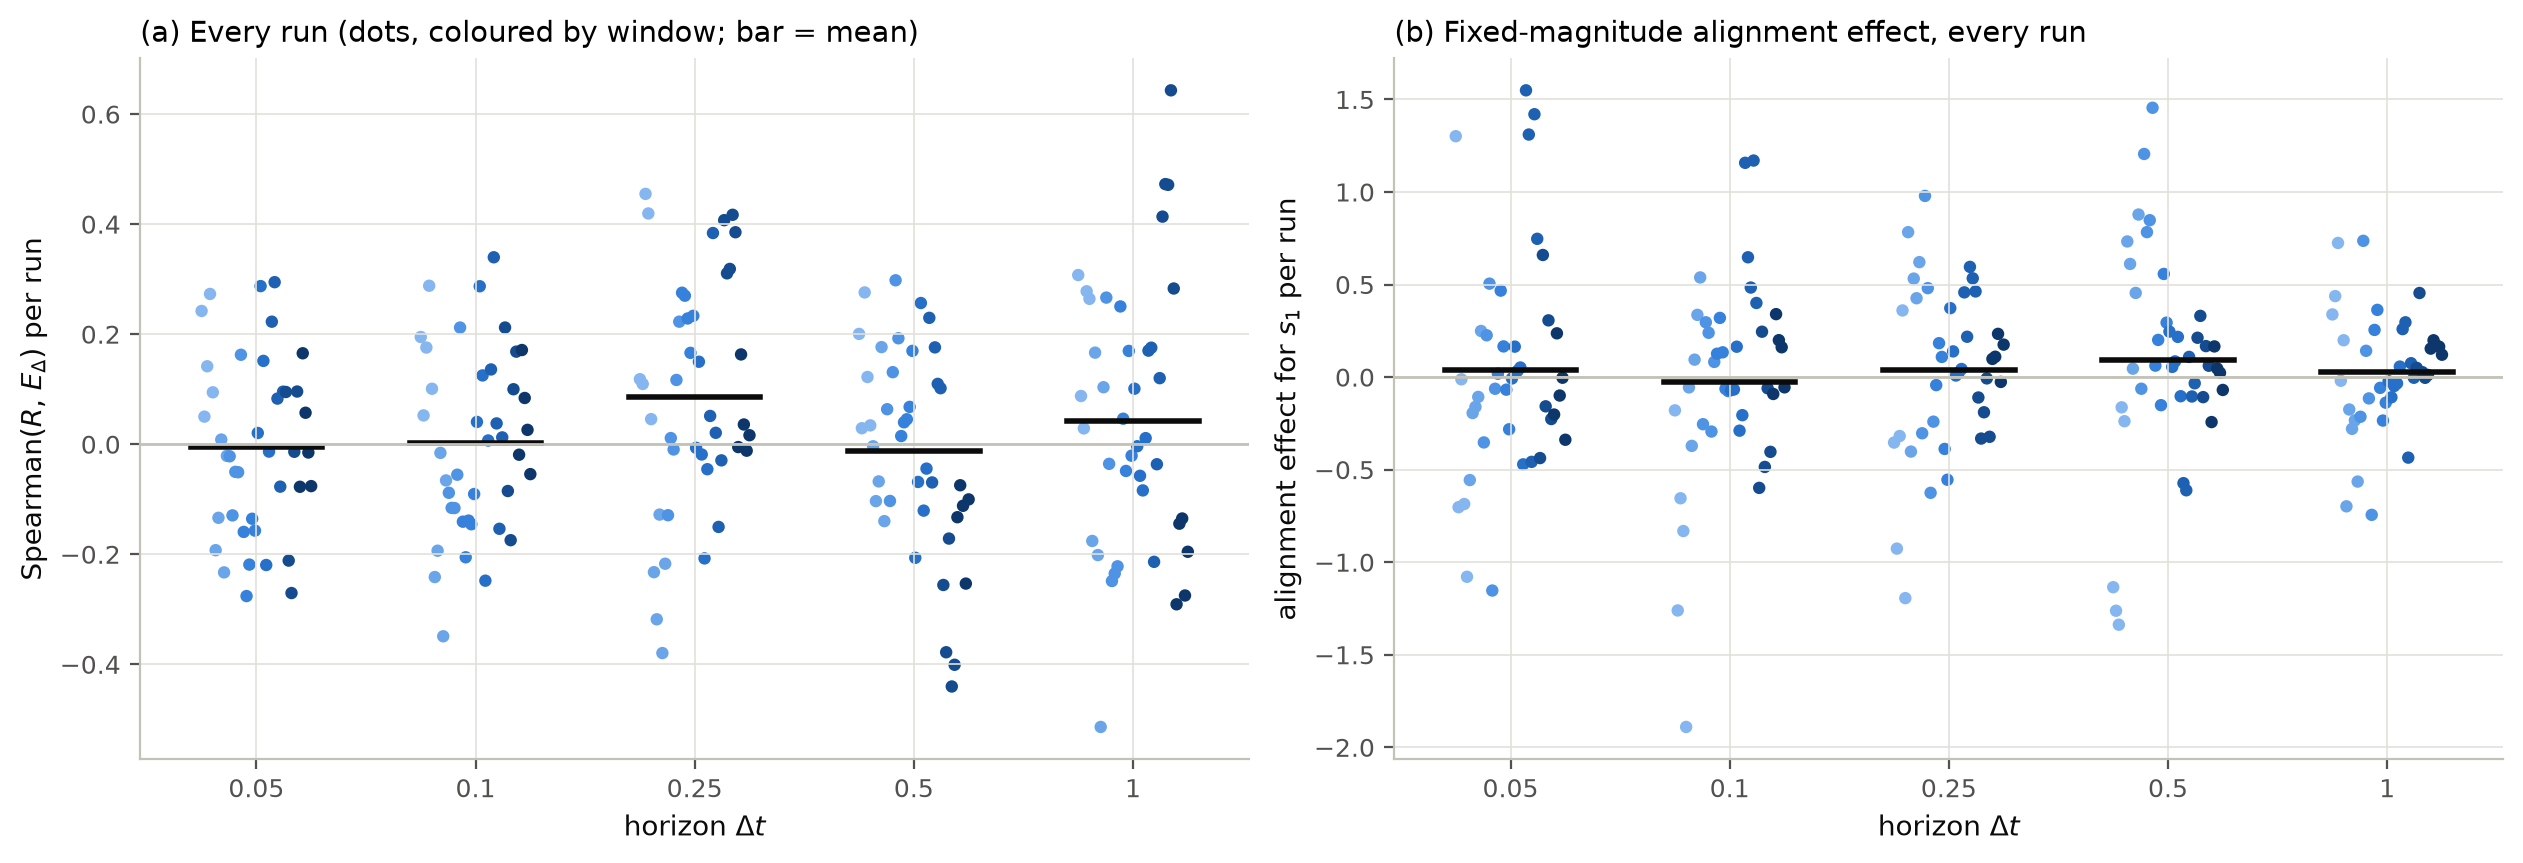 (a) Every run (dots, coloured by window; bar = mean)
Spearman(R, E_Δ) per run
0.6
0.4
0.2
0.0
−0.2
−0.4
0.05 0.1 0.25 0.5 1
horizon Δt
(b) Fixed-magnitude alignment effect, every run
alignment effect for s₁ per run
1.5
1.0
0.5
0.0
−0.5
−1.0
−1.5
−2.0
0.05 0.1 0.25 0.5 1
horizon Δt